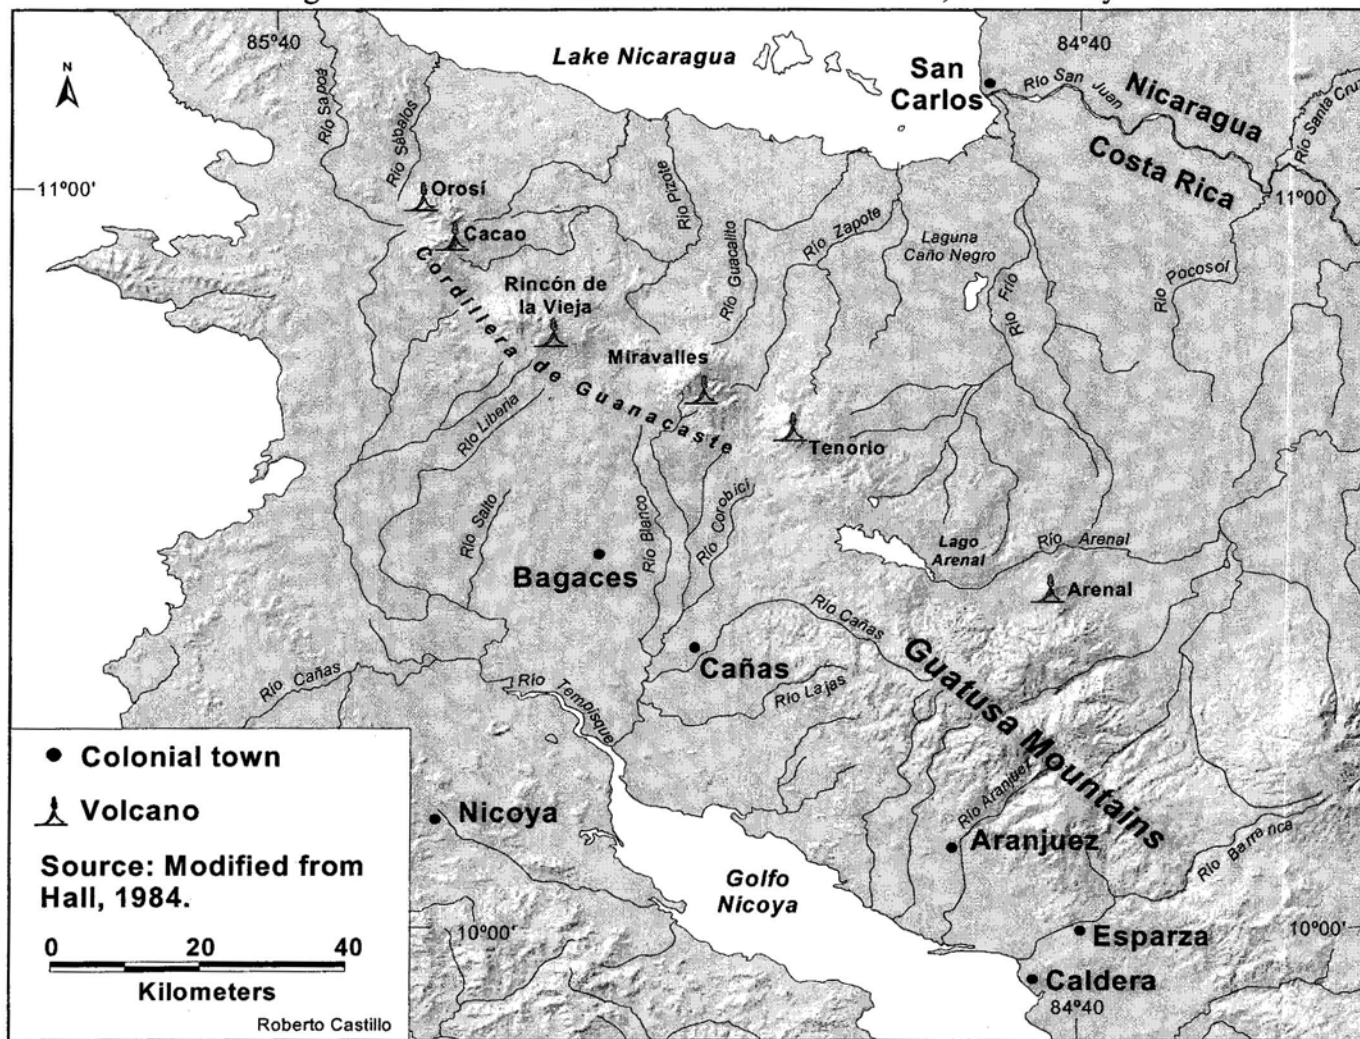 85º40
84º40
Lake Nicaragua
San
Carlos
Río San Juan
Nicaragua
Costa Rica
Río Santa Cruz
Río Sapoa
Río Sábalos
11º00'
11º00
Orosí
Cacao
Río Pizote
Río Guacalito
Río Zapote
Laguna
Caño Negro
Río Frío
Río Pocosol
Rincón de
la Vieja
Cordillera de Guanacaste
Miravalles
Tenorio
Río Liberia
Río Salto
Río Blanco
Río Corobicí
Bagaces
Lago
Arenal
Río Arenal
Arenal
Río Cañas
Cañas
Río Lajas
Guatusa Mountains
Río Cañas
Río Tempisque
Río Aranjuez
Aranjuez
Río Barranca
Nicoya
Golfo
Nicoya
10º00'
10º00'
Esparza
Caldera
84º40
Colonial town
Volcano
Source: Modified from
Hall, 1984.
0 20 40
Kilometers
Roberto Castillo